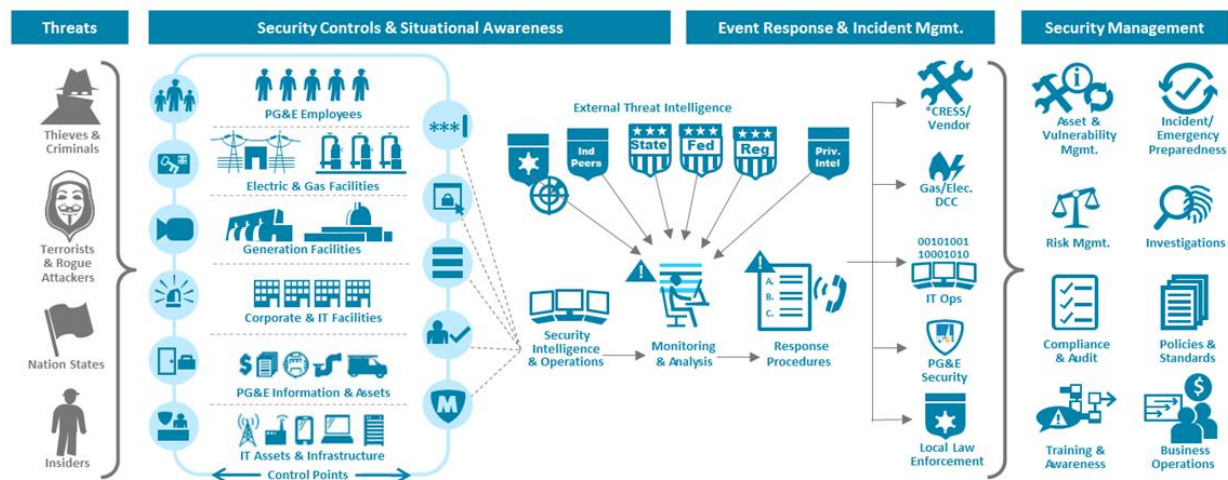 Threats
Security Controls & Situational Awareness
Event Response & Incident Mgmt.
Security Management
Thieves &
Criminals
Terrorists
& Rogue
Attackers
Nation States
Insiders
PG&E Employees
Electric & Gas Facilities
Generation Facilities
Corporate & IT Facilities
$
PG&E Information & Assets
IT Assets & Infrastructure
Control Points
***
M
External Threat Intelligence
Ind
Peers
State
Fed
Reg
Priv.
Intel
Security
Intelligence
& Operations
!
Monitoring
& Analysis
!
A.
B.
C.
Response
Procedures
*CRESS/
Vendor
Gas/Elec.
DCC
00101001
10001010
IT Ops
PG&E
Security
Local Law
Enforcement
i
Asset &
Vulnerability
Mgmt.
Incident/
Emergency
Preparedness
Risk Mgmt.
Investigations
Compliance
& Audit
Policies &
Standards
!
Training &
Awareness
$
Business
Operations